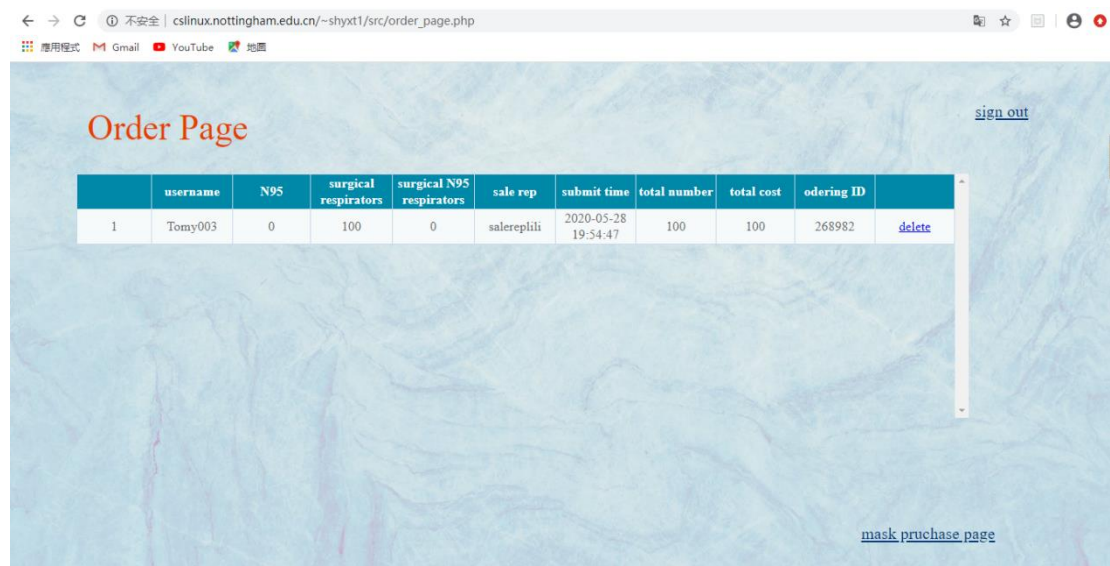 不安全 | cslinux.nottingham.edu.cn/~shyxt1/src/order_page.php
應用程式 Gmail YouTube 地圖
sign out
Order Page
username N95 surgical respirators surgical N95 respirators sale rep submit time total number total cost odering ID
1 Tomy003 0 100 0 salereplili 2020-05-28 19:54:47 100 100 268982 delete
mask pruchase page